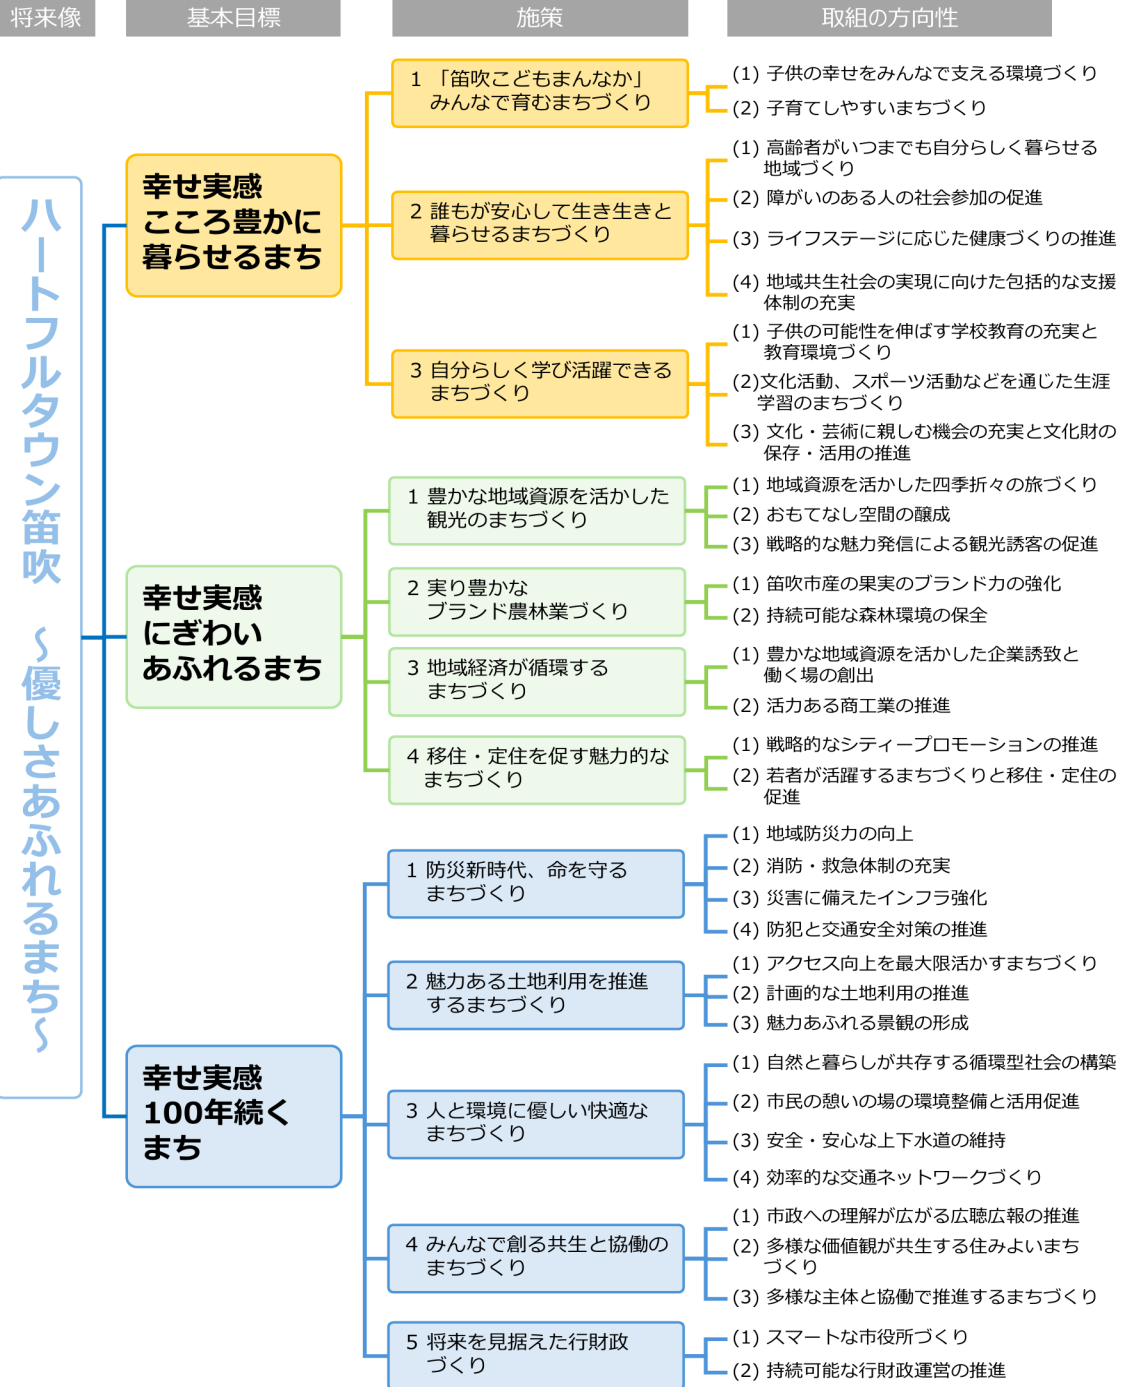 将来像
基本目標
施策
取組の方向性
ハートフルタウン笛吹 ～優しさあふれるまち～
幸せ実感
こころ豊かに
暮らせるまち
1 「笛吹こどもまんなか」
みんなで育むまちづくり
(1) 子供の幸せをみんなで支える環境づくり
(2) 子育てしやすいまちづくり
2 誰もが安心して生き生きと
暮らせるまちづくり
(1) 高齢者がいつまでも自分らしく暮らせる
地域づくり
(2) 障がいのある人の社会参加の促進
(3) ライフステージに応じた健康づくりの推進
(4) 地域共生社会の実現に向けた包括的な支援
体制の充実
3 自分らしく学び活躍できる
まちづくり
(1) 子供の可能性を伸ばす学校教育の充実と
教育環境づくり
(2)文化活動、スポーツ活動などを通じた生涯
学習のまちづくり
(3) 文化・芸術に親しむ機会の充実と文化財の
保存・活用の推進
幸せ実感
にぎわい
あふれるまち
1 豊かな地域資源を活かした
観光のまちづくり
(1) 地域資源を活かした四季折々の旅づくり
(2) おもてなし空間の醸成
(3) 戦略的な魅力発信による観光誘客の促進
2 実り豊かな
ブランド農林業づくり
(1) 笛吹市産の果実のブランド力の強化
(2) 持続可能な森林環境の保全
3 地域経済が循環する
まちづくり
(1) 豊かな地域資源を活かした企業誘致と
働く場の創出
(2) 活力ある商工業の推進
4 移住・定住を促す魅力的な
まちづくり
(1) 戦略的なシティープロモーションの推進
(2) 若者が活躍するまちづくりと移住・定住の
促進
幸せ実感
100年続く
まち
1 防災新時代、命を守る
まちづくり
(1) 地域防災力の向上
(2) 消防・救急体制の充実
(3) 災害に備えたインフラ強化
(4) 防犯と交通安全対策の推進
2 魅力ある土地利用を推進
するまちづくり
(1) アクセス向上を最大限活かすまちづくり
(2) 計画的な土地利用の推進
(3) 魅力あふれる景観の形成
3 人と環境に優しい快適な
まちづくり
(1) 自然と暮らしが共存する循環型社会の構築
(2) 市民の憩いの場の環境整備と活用促進
(3) 安全・安心な上下水道の維持
(4) 効率的な交通ネットワークづくり
4 みんなで創る共生と協働の
まちづくり
(1) 市政への理解が広がる広聴広報の推進
(2) 多様な価値観が共生する住みよいまち
づくり
(3) 多様な主体と協働で推進するまちづくり
5 将来を見据えた行財政
づくり
(1) スマートな市役所づくり
(2) 持続可能な行財政運営の推進